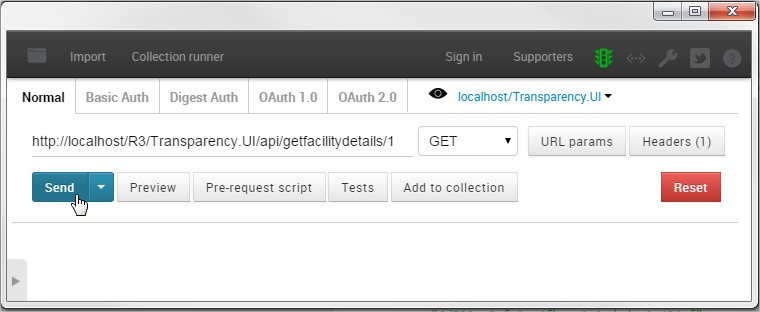 Import Collection runner Sign in Supporters
Normal Basic Auth Digest Auth OAuth 1.0 OAuth 2.0 localhost/Transparency.UI
http://localhost/R3/Transparency.UI/api/getfacilitydetails/1 GET URL params Headers (1)
Send Preview Pre-request script Tests Add to collection Reset